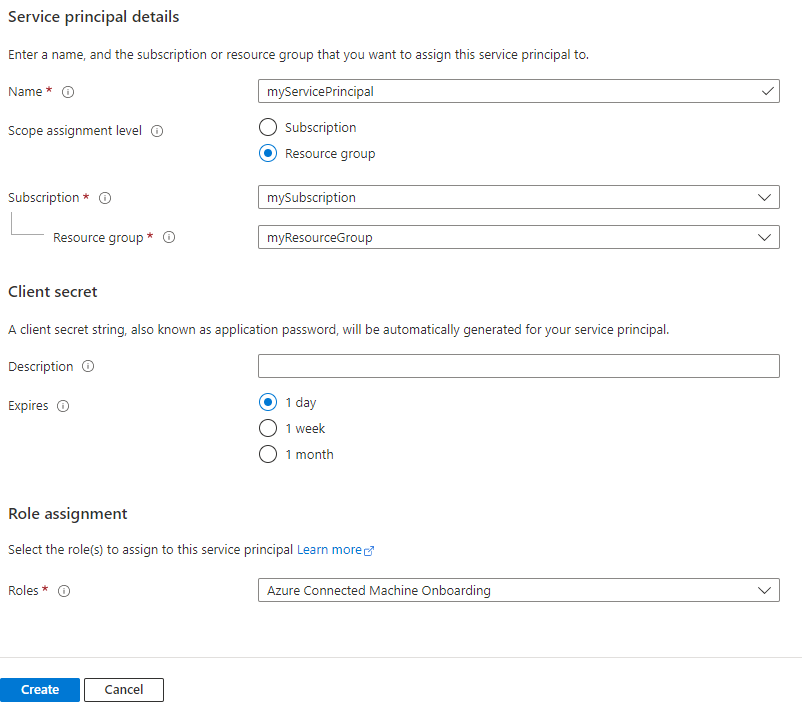 Service principal details
Enter a name, and the subscription or resource group that you want to assign this service principal to.
Name * myServicePrincipal
Scope assignment level Subscription
Resource group
Subscription * mySubscription
Resource group * myResourceGroup
Client secret
A client secret string, also known as application password, will be automatically generated for your service principal.
Description
Expires 1 day
1 week
1 month
Role assignment
Select the role(s) to assign to this service principal Learn more
Roles * Azure Connected Machine Onboarding
Create Cancel